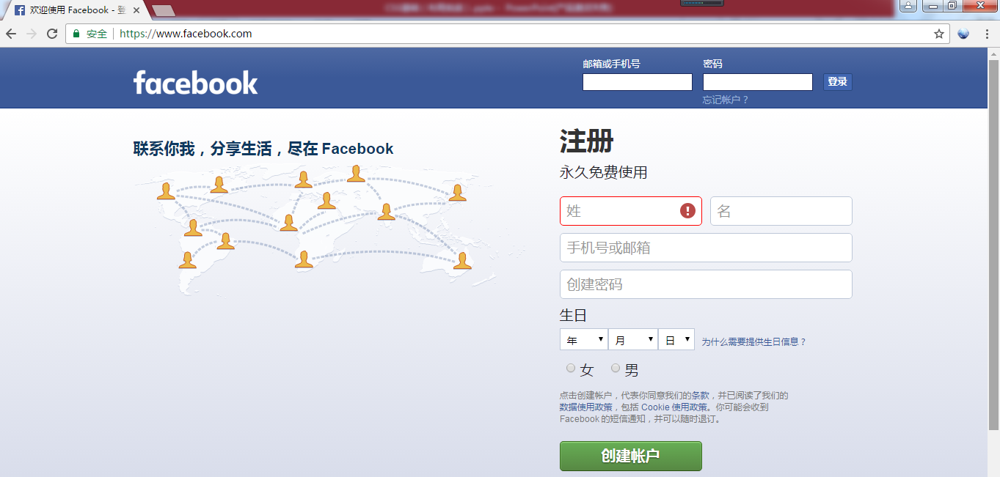 欢迎使用 Facebook - 登
安全 https://www.facebook.com
facebook
邮箱或手机号
密码
登录
忘记帐户？
联系你我，分享生活，尽在 Facebook
注册
永久免费使用
姓 名
手机号或邮箱
创建密码
生日
年 月 日 为什么需要提供生日信息？
女 男
点击创建帐户，代表你同意我们的条款，并已阅读了我们的
数据使用政策，包括 Cookie 使用政策。你可能会收到
Facebook 的短信通知，并可以随时退订。
创建帐户